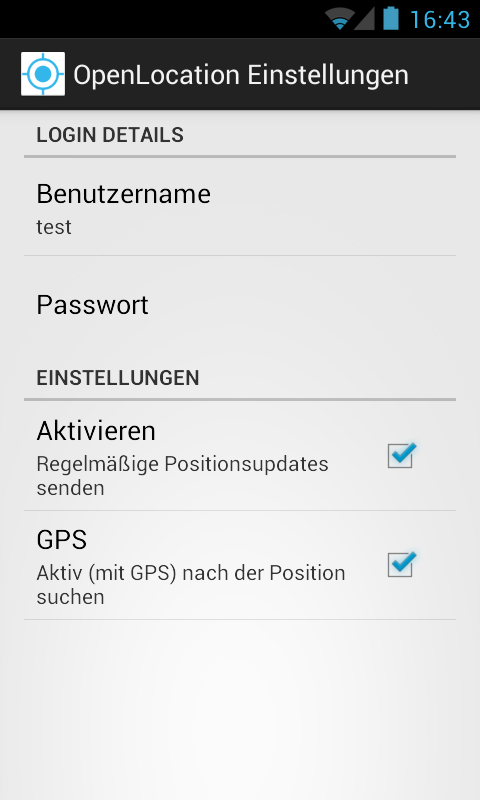 16:43
OpenLocation Einstellungen
LOGIN DETAILS
Benutzername
test
Passwort
EINSTELLUNGEN
Aktivieren
Regelmäßige Positionsupdates
senden
GPS
Aktiv (mit GPS) nach der Position
suchen